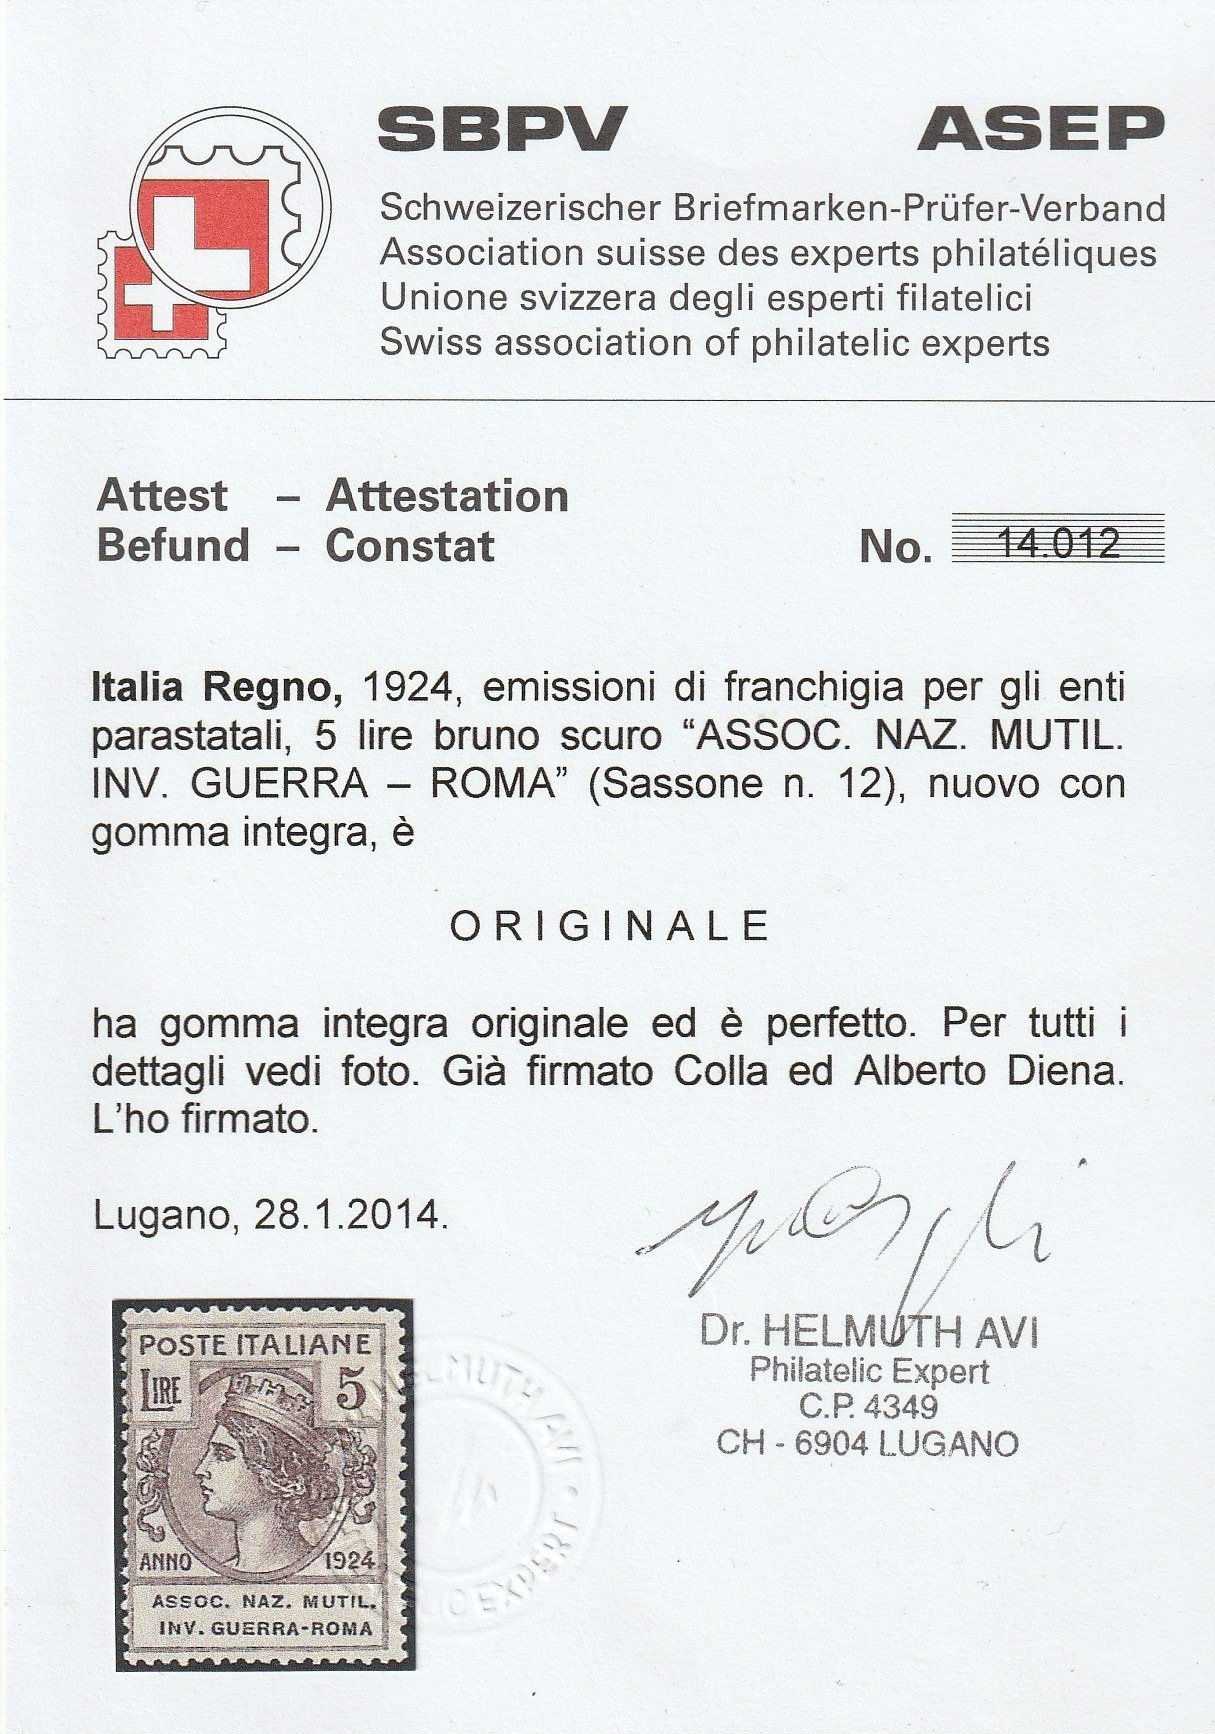 SBPV ASEP
Schweizerischer Briefmarken-Prüfer-Verband
Association suisse des experts philatéliques
Unione svizzera degli esperti filatelici
Swiss association of philatelic experts
Attest – Attestation
Befund – Constat
No. 14.012
Italia Regno, 1924, emissioni di franchigia per gli enti
parastatali, 5 lire bruno scuro “ASSOC. NAZ. MUTIL.
INV. GUERRA – ROMA” (Sassone n. 12), nuovo con
gomma integra, è
ORIGINALE
ha gomma integra originale ed è perfetto. Per tutti i
dettagli vedi foto. Già firmato Colla ed Alberto Diena.
L’ho firmato.
Lugano, 28.1.2014.
Dr. HELMUTH AVI
Philatelic Expert
C.P. 4349
CH - 6904 LUGANO
POSTE ITALIANE
LIRE 5
ANNO 1924
ASSOC. NAZ. MUTIL.
INV. GUERRA-ROMA
HELMUTH AVI
EXPERT